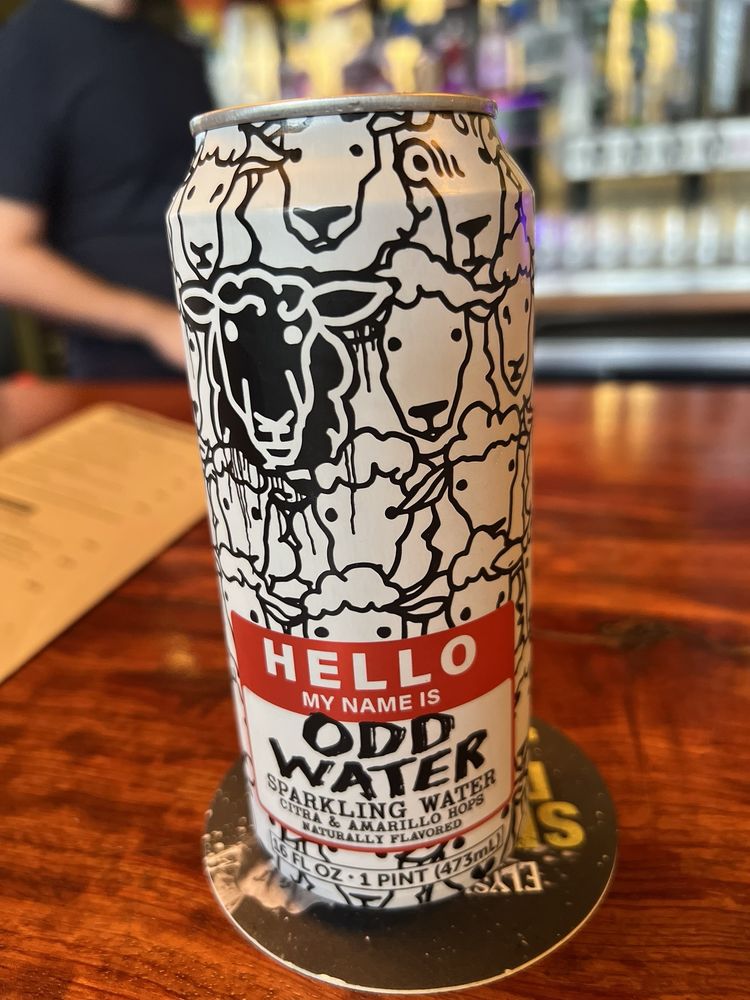 HELLO
MY NAME IS
ODD
WATER
SPARKLING WATER
CITRA & AMARILLO HOPS
NATURALLY FLAVORED
16 FL OZ • 1 PINT (473mL)